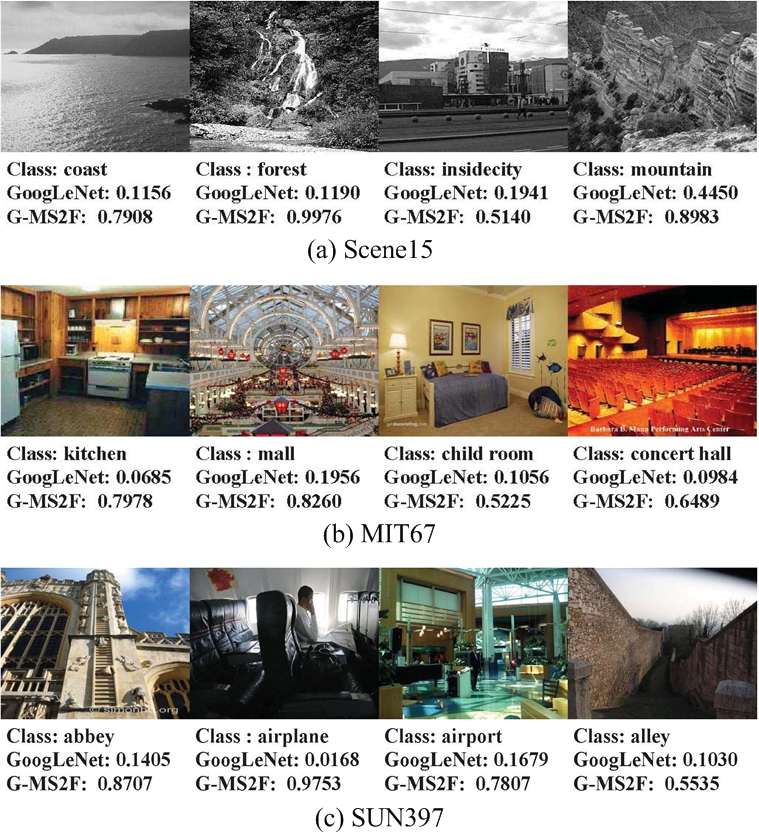 Class: coast
GoogLeNet: 0.1156
G-MS2F: 0.7908
Class : forest
GoogLeNet: 0.1190
G-MS2F: 0.9976
Class: insidecity
GoogLeNet: 0.1941
G-MS2F: 0.5140
Class: mountain
GoogLeNet: 0.4450
G-MS2F: 0.8983
(a) Scene15
Barbara B. Mann Performing Arts Center
Class: kitchen
GoogLeNet: 0.0685
G-MS2F: 0.7978
Class : mall
GoogLeNet: 0.1956
G-MS2F: 0.8260
Class: child room
GoogLeNet: 0.1056
G-MS2F: 0.5225
Class: concert hall
GoogLeNet: 0.0984
G-MS2F: 0.6489
(b) MIT67
Class: abbey
GoogLeNet: 0.1405
G-MS2F: 0.8707
Class : airplane
GoogLeNet: 0.0168
G-MS2F: 0.9753
Class: airport
GoogLeNet: 0.1679
G-MS2F: 0.7807
Class: alley
GoogLeNet: 0.1030
G-MS2F: 0.5535
(c) SUN397